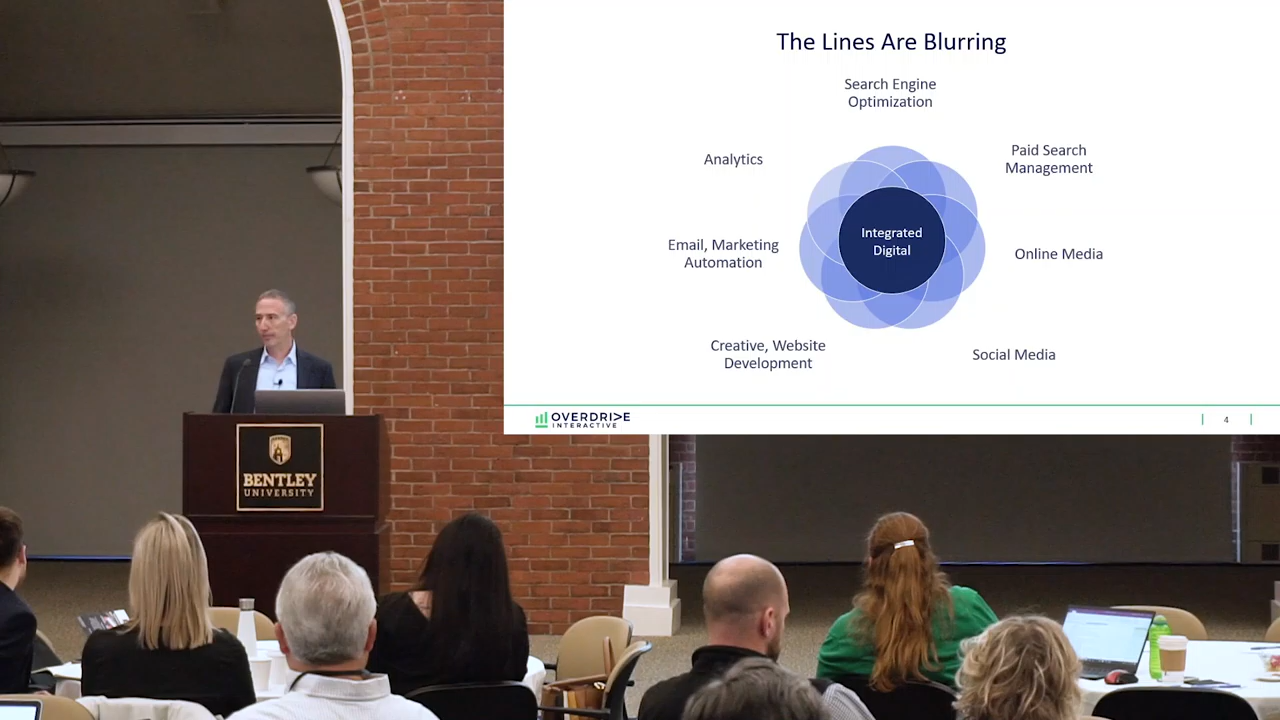 The Lines Are Blurring
Search Engine
Optimization
Analytics
Paid Search
Management
Integrated
Digital
Email, Marketing
Automation
Online Media
Creative, Website
Development
Social Media
OVERDRIVE
INTERACTIVE
4
BENTLEY
UNIVERSITY